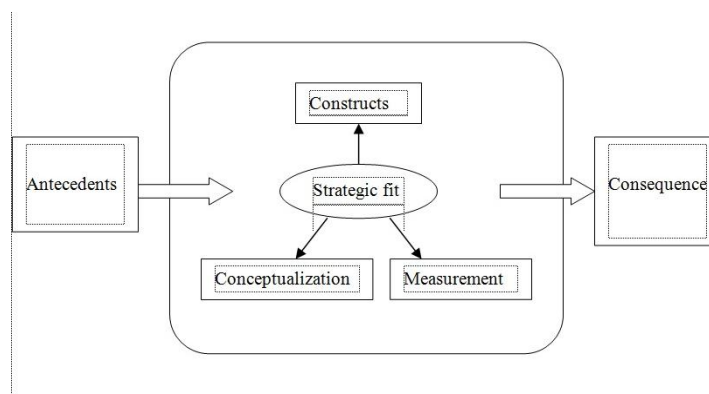 Constructs
Antecedents
Strategic fit
Consequence
Conceptualization
Measurement